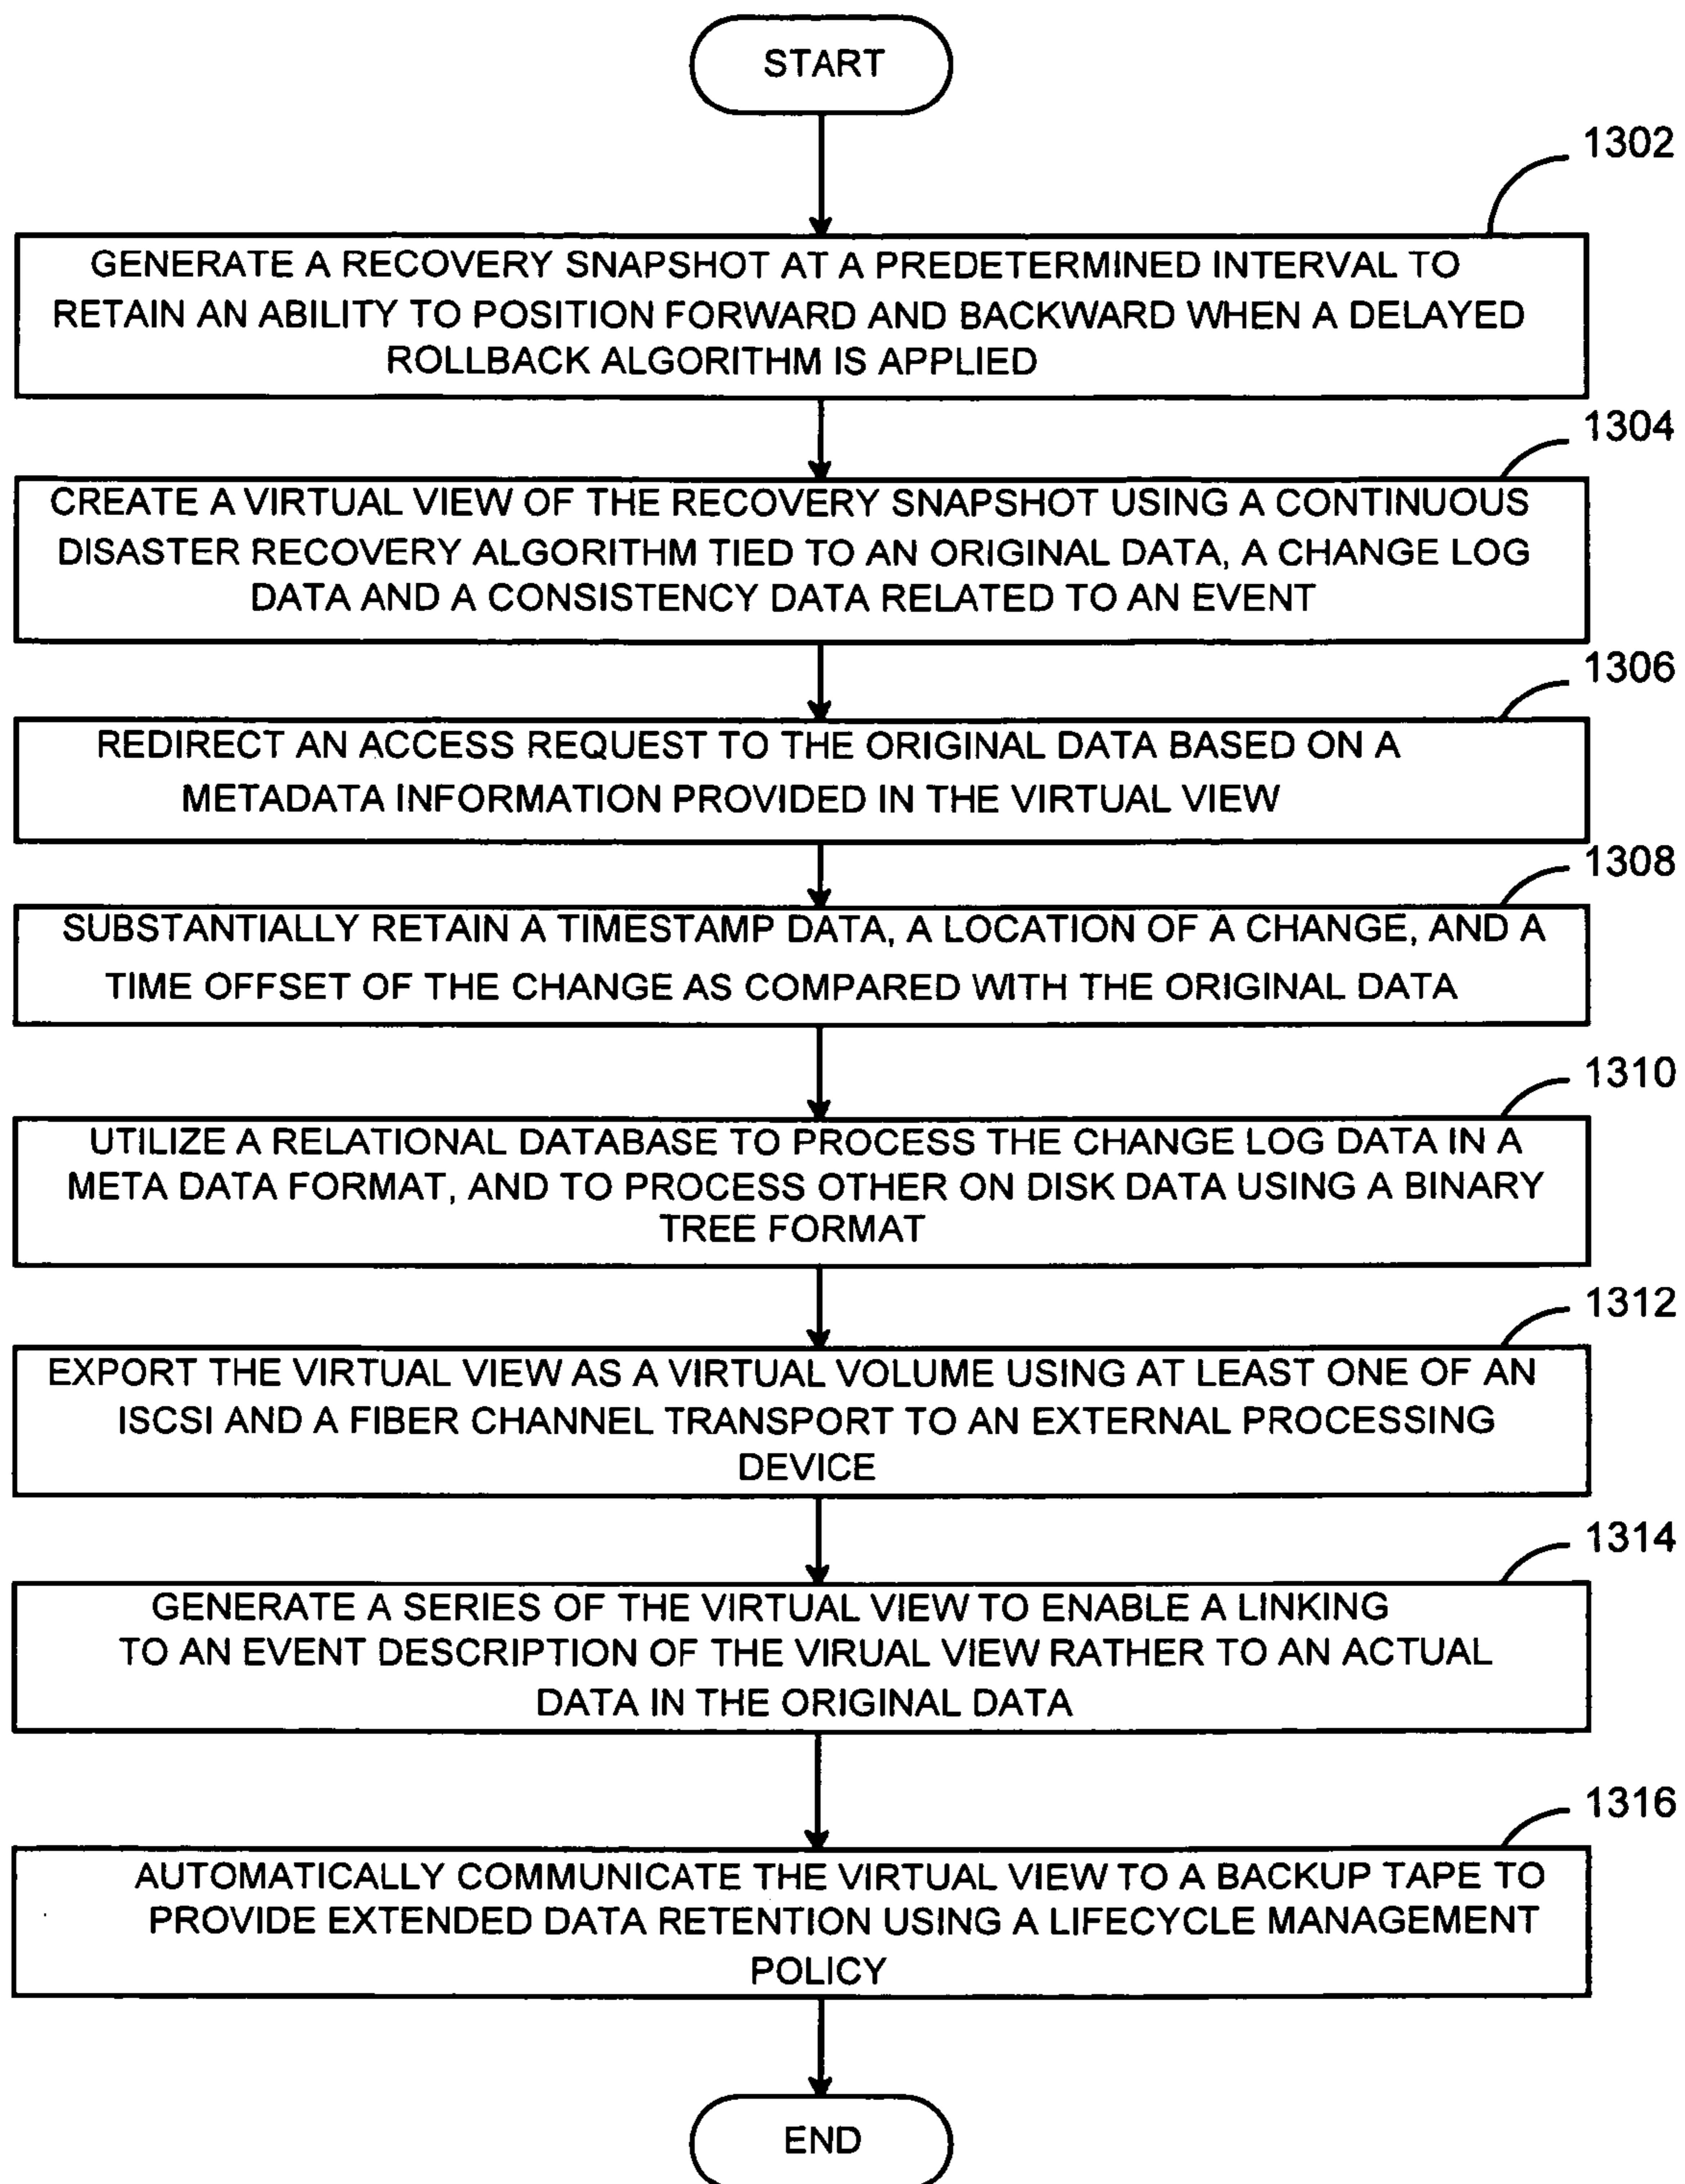 START
1302
GENERATE A RECOVERY SNAPSHOT AT A PREDETERMINED INTERVAL TO
RETAIN AN ABILITY TO POSITION FORWARD AND BACKWARD WHEN A DELAYED
ROLLBACK ALGORITHM IS APPLIED
1304
CREATE A VIRTUAL VIEW OF THE RECOVERY SNAPSHOT USING A CONTINUOUS
DISASTER RECOVERY ALGORITHM TIED TO AN ORIGINAL DATA, A CHANGE LOG
DATA AND A CONSISTENCY DATA RELATED TO AN EVENT
1306
REDIRECT AN ACCESS REQUEST TO THE ORIGINAL DATA BASED ON A
METADATA INFORMATION PROVIDED IN THE VIRTUAL VIEW
1308
SUBSTANTIALLY RETAIN A TIMESTAMP DATA, A LOCATION OF A CHANGE, AND A
TIME OFFSET OF THE CHANGE AS COMPARED WITH THE ORIGINAL DATA
1310
UTILIZE A RELATIONAL DATABASE TO PROCESS THE CHANGE LOG DATA IN A
META DATA FORMAT, AND TO PROCESS OTHER ON DISK DATA USING A BINARY
TREE FORMAT
1312
EXPORT THE VIRTUAL VIEW AS A VIRTUAL VOLUME USING AT LEAST ONE OF AN
ISCSI AND A FIBER CHANNEL TRANSPORT TO AN EXTERNAL PROCESSING
DEVICE
1314
GENERATE A SERIES OF THE VIRTUAL VIEW TO ENABLE A LINKING
TO AN EVENT DESCRIPTION OF THE VIRUAL VIEW RATHER TO AN ACTUAL
DATA IN THE ORIGINAL DATA
1316
AUTOMATICALLY COMMUNICATE THE VIRTUAL VIEW TO A BACKUP TAPE TO
PROVIDE EXTENDED DATA RETENTION USING A LIFECYCLE MANAGEMENT
POLICY
END